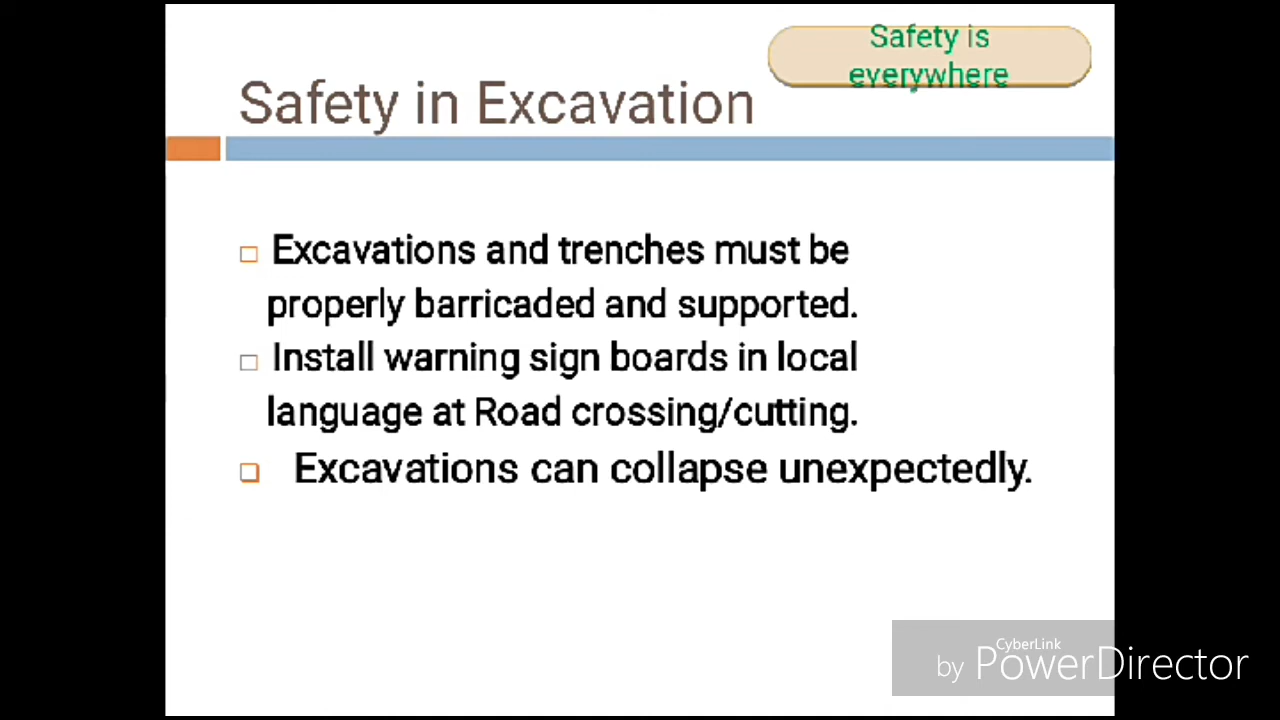 Safety is
everywhere
Safety in Excavation
Excavations and trenches must be
properly barricaded and supported.
Install warning sign boards in local
language at Road crossing/cutting.
Excavations can collapse unexpectedly.
CyberLink
by PowerDirector